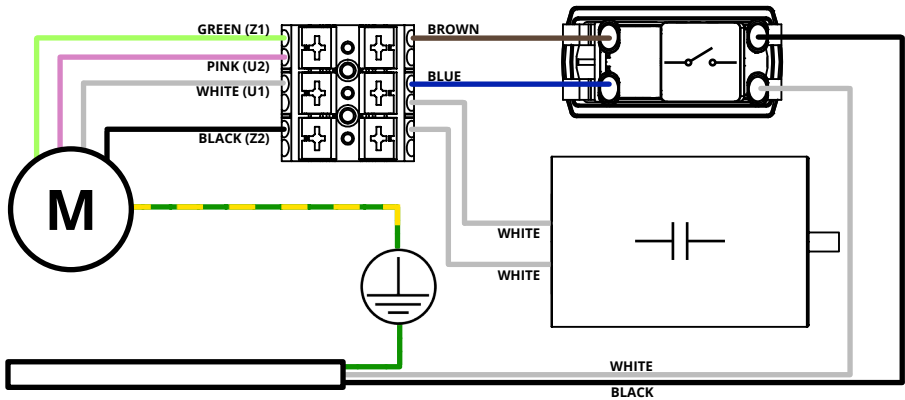 GREEN (Z1)
BROWN
PINK (U2)
BLUE
WHITE (U1)
BLACK (Z2)
M
WHITE
WHITE
WHITE
BLACK